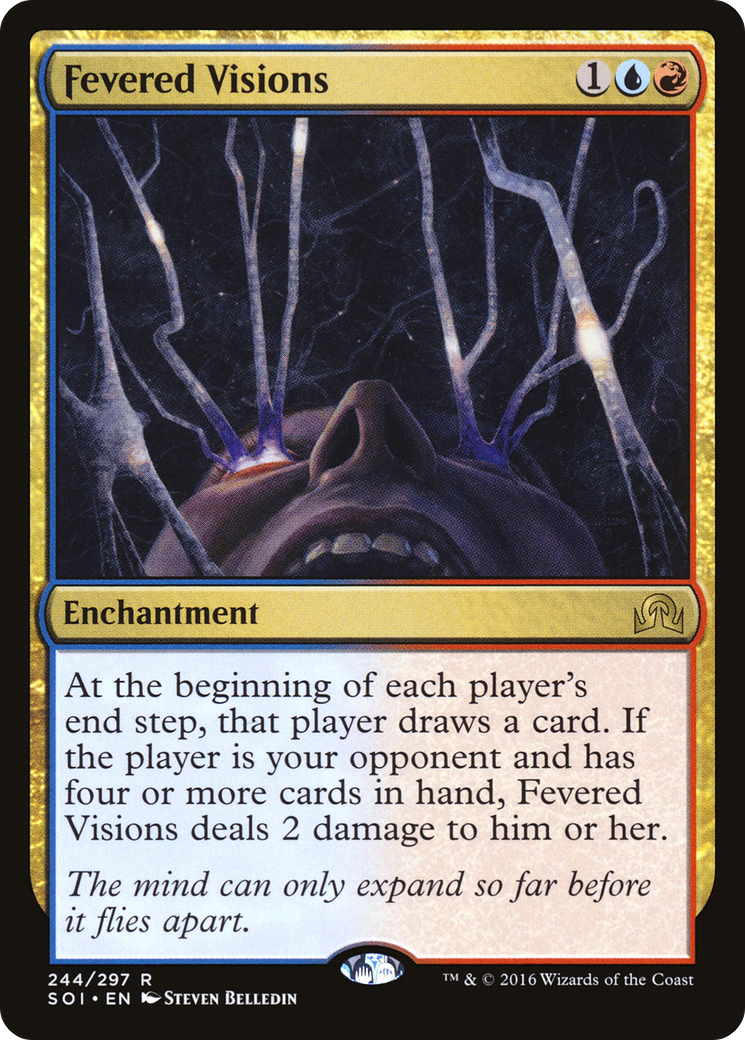 Fevered Visions 1
Enchantment
At the beginning of each player's
end step, that player draws a card. If
the player is your opponent and has
four or more cards in hand, Fevered
Visions deals 2 damage to him or her.
The mind can only expand so far before
it flies apart.
244/297 R
SOI • EN Steven Belledin
™ & © 2016 Wizards of the Coast